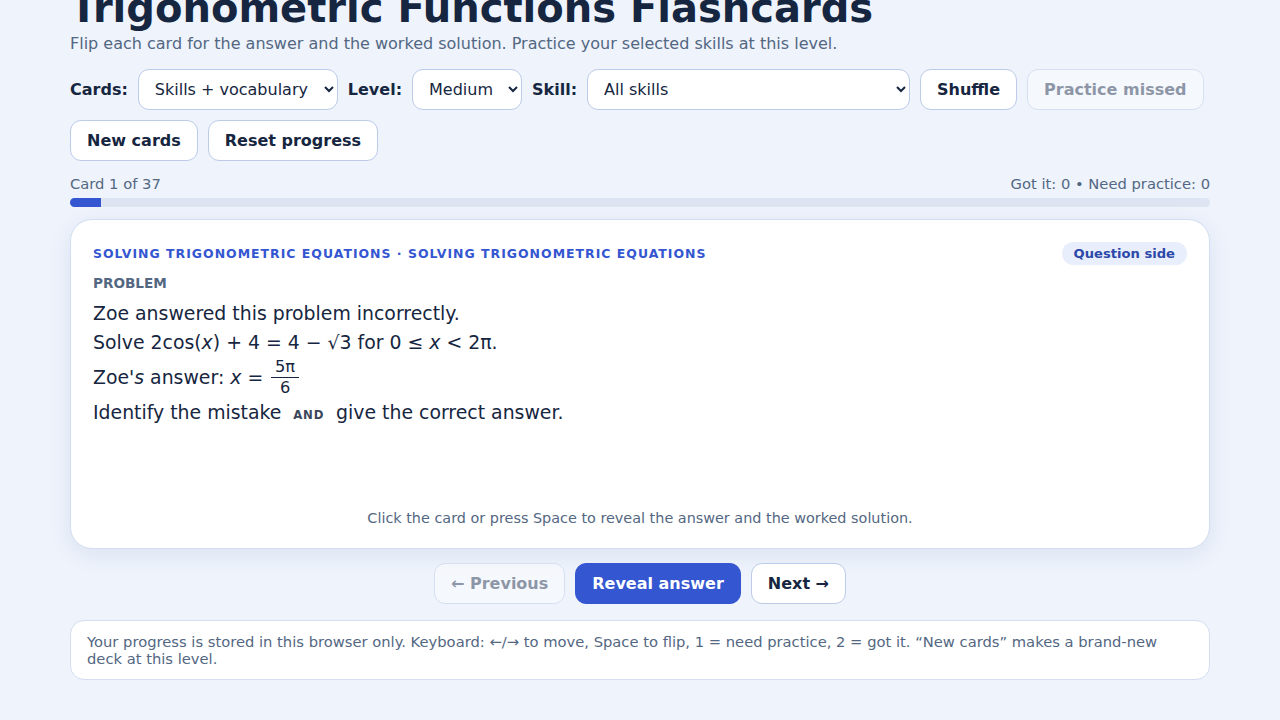 Trigonometric Functions Flashcards
Flip each card for the answer and the worked solution. Practice your selected skills at this level.
Cards: Skills + vocabulary Level: Medium Skill: All skills Shuffle Practice missed
New cards Reset progress
Card 1 of 37 Got it: 0 • Need practice: 0
SOLVING TRIGONOMETRIC EQUATIONS · SOLVING TRIGONOMETRIC EQUATIONS Question side
PROBLEM
Zoe answered this problem incorrectly.
Solve 2cos(x) + 4 = 4 − √3 for 0 ≤ x < 2π.
Zoe's answer: x = 5π/6
Identify the mistake AND give the correct answer.
Click the card or press Space to reveal the answer and the worked solution.
← Previous Reveal answer Next →
Your progress is stored in this browser only. Keyboard: ←/→ to move, Space to flip, 1 = need practice, 2 = got it. “New cards” makes a brand-new
deck at this level.